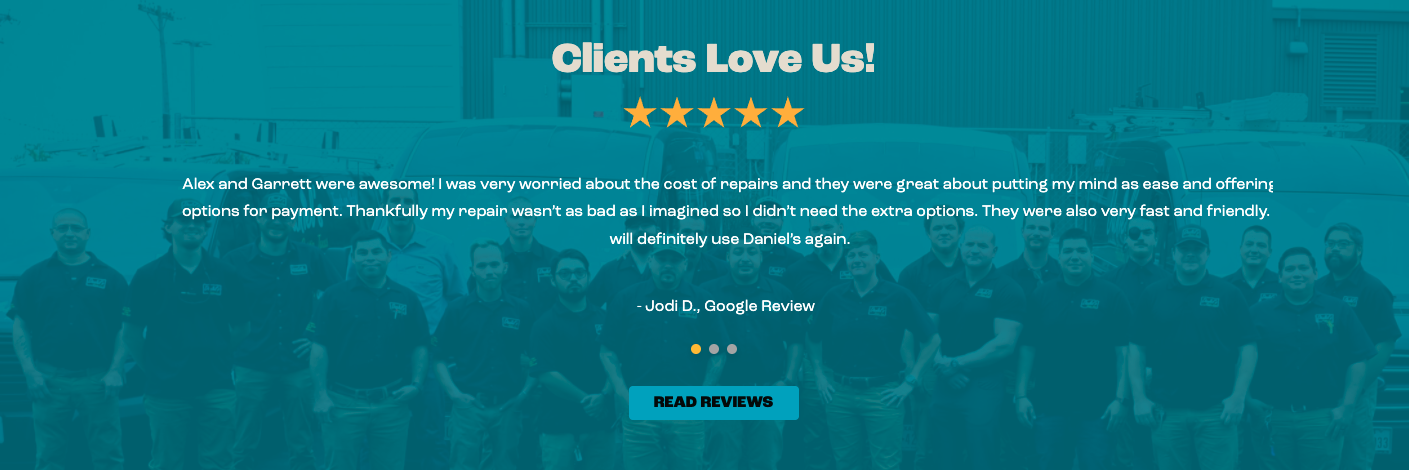 Clients Love Us!
Alex and Garrett were awesome! I was very worried about the cost of repairs and they were great about putting my mind as ease and offering
options for payment. Thankfully my repair wasn't as bad as I imagined so I didn't need the extra options. They were also very fast and friendly.
will definitely use Daniel's again.
- Jodi D., Google Review
READ REVIEWS